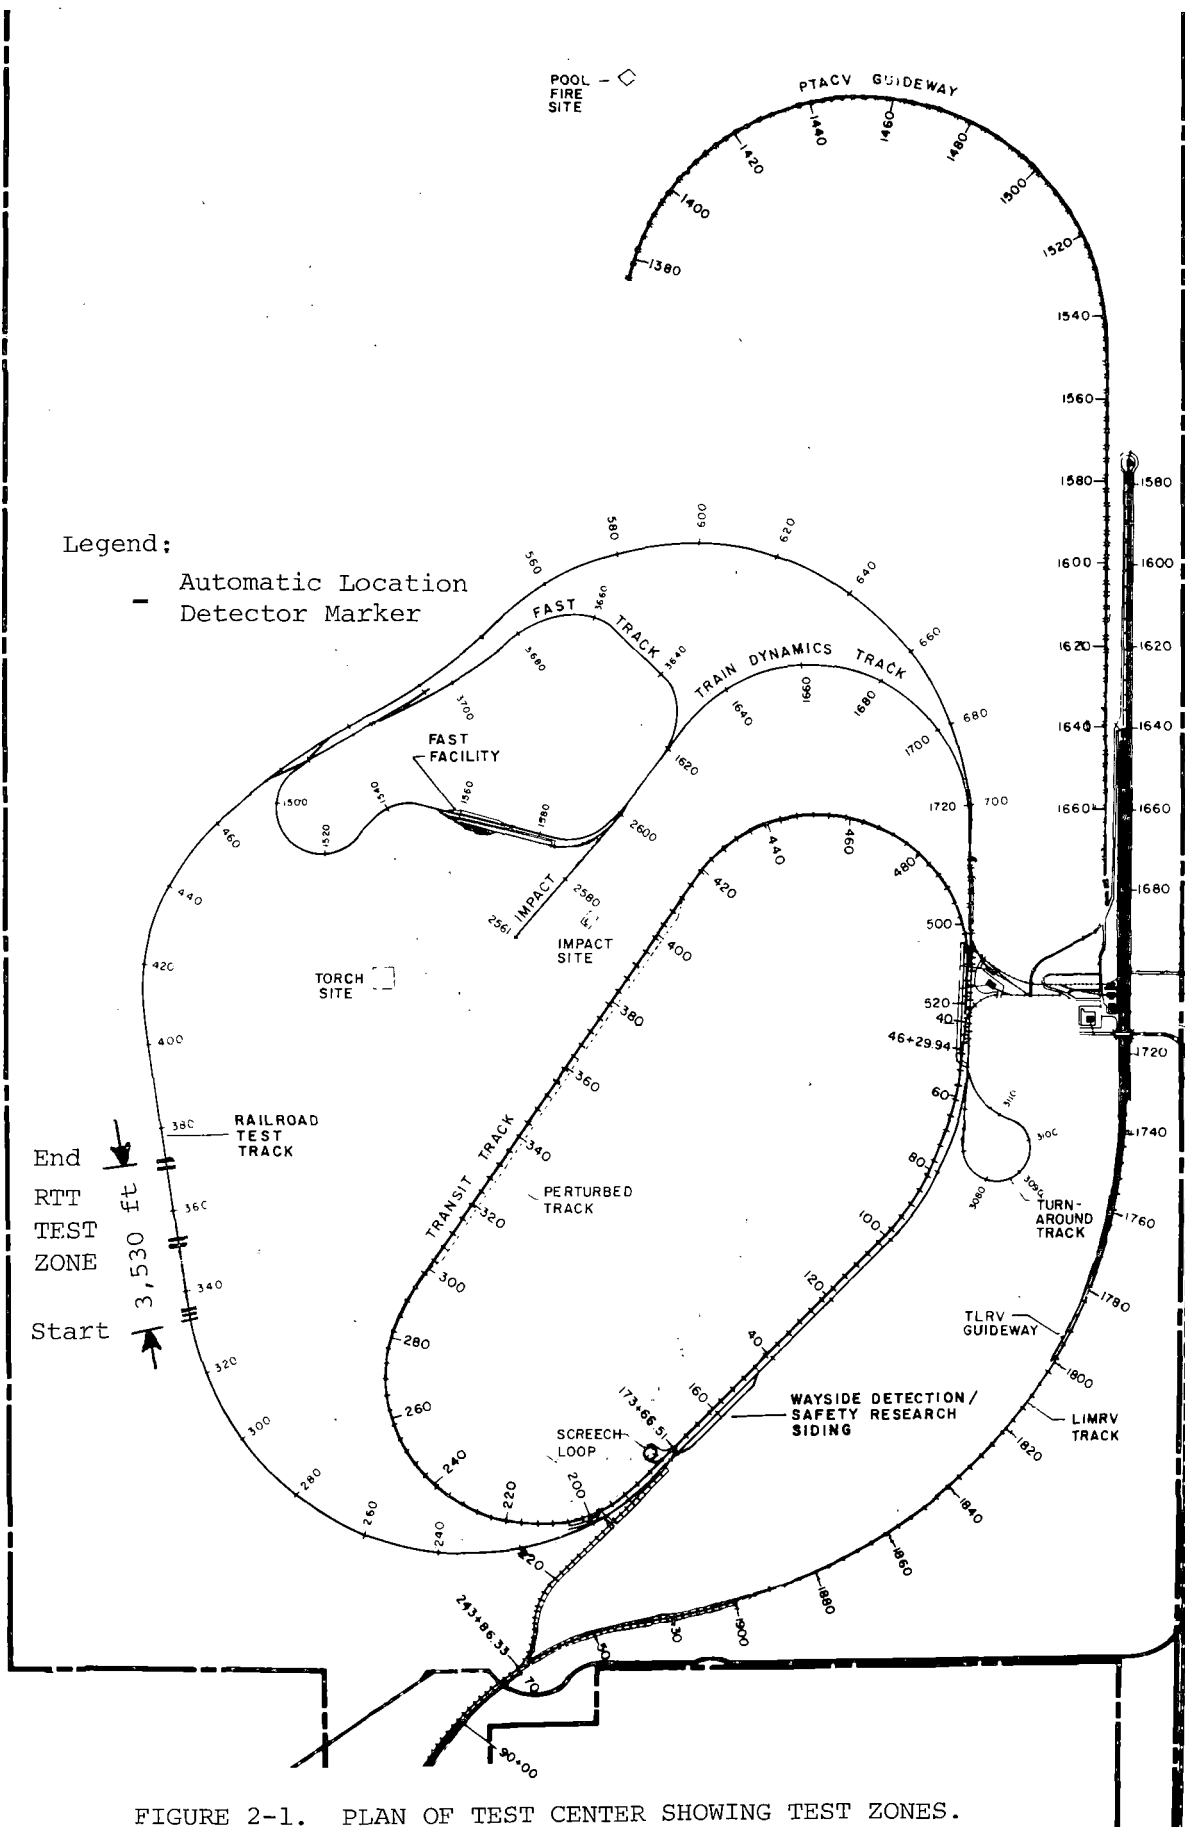 POOL
FIRE
SITE
PTACV GUIDEWAY
1380
1400
1420
1440
1460
1480
1500
1520
1540
1560
1580
1600
1620
1640
1660
1580
1600
1620
1640
1660
1680
1720
1740
1760
1780
1800
1820
1840
1860
1880
1900
Legend:
- Automatic Location
Detector Marker
560
580
600
620
640
660
680
700
FAST TRACK
3640
3660
3680
3700
TRAIN DYNAMICS TRACK
1620
1640
1660
1680
1700
1720
FAST
FACILITY
1500
1520
1540
1560
1580
2600
2580
2561
IMPACT
IMPACT
SITE
TORCH
SITE
460
440
420
400
380
360
340
320
300
280
260
240
220
RAILROAD
TEST
TRACK
End
RTT
TEST
ZONE
Start
3,530 ft
TRANSIT TRACK
PERTURBED
TRACK
200
220
240
260
280
300
320
340
360
380
400
420
440
460
480
500
520
40
46+29.94
60
80
100
120
40
160
173+66.51
3110
3100
3090
3080
TURN-
AROUND
TRACK
TLRV
GUIDEWAY
LIMRV
TRACK
WAYSIDE DETECTION/
SAFETY RESEARCH
SIDING
SCREECH
LOOP
243+86.33
30
50
70
90+00
FIGURE 2-1. PLAN OF TEST CENTER SHOWING TEST ZONES.